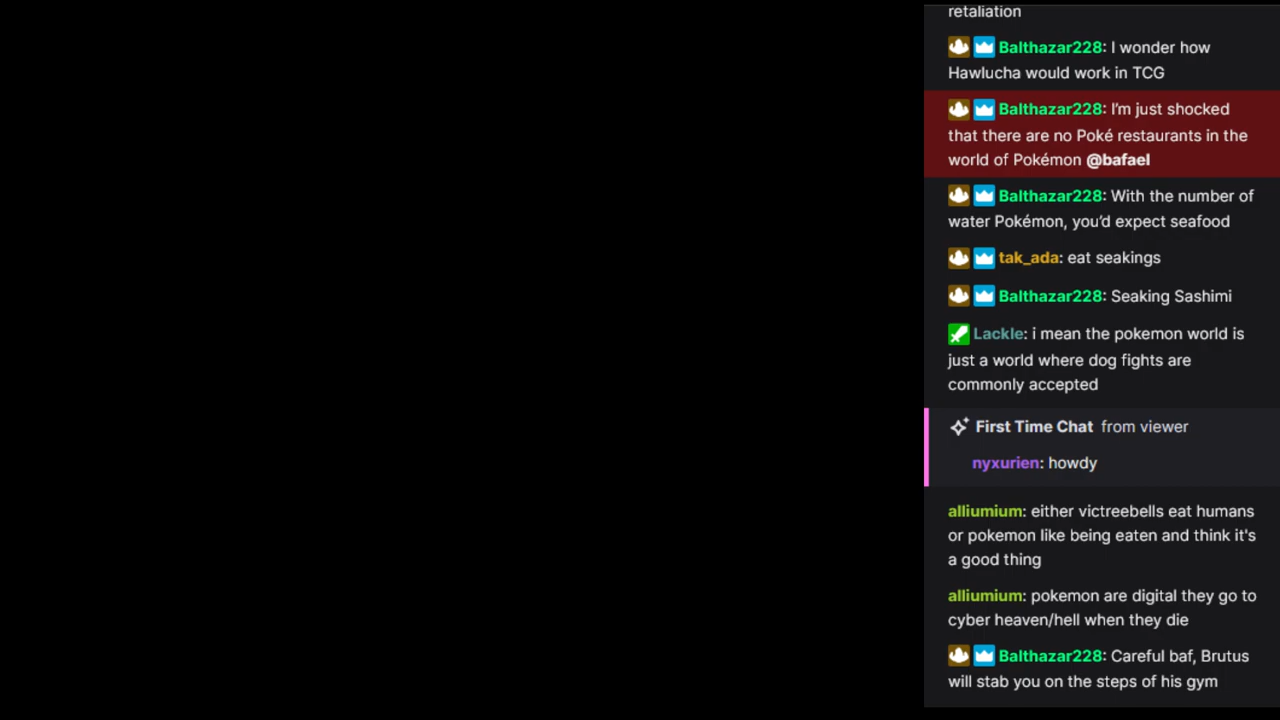 retaliation
Balthazar228: I wonder how
Hawlucha would work in TCG
Balthazar228: I'm just shocked
that there are no Poké restaurants in the
world of Pokémon @bafael
Balthazar228: With the number of
water Pokémon, you'd expect seafood
tak_ada: eat seakings
Balthazar228: Seaking Sashimi
Lackle: i mean the pokemon world is
just a world where dog fights are
commonly accepted
First Time Chat from viewer
nyxurien: howdy
alliumium: either victreebells eat humans
or pokemon like being eaten and think it's
a good thing
alliumium: pokemon are digital they go to
cyber heaven/hell when they die
Balthazar228: Careful baf, Brutus
will stab you on the steps of his gym